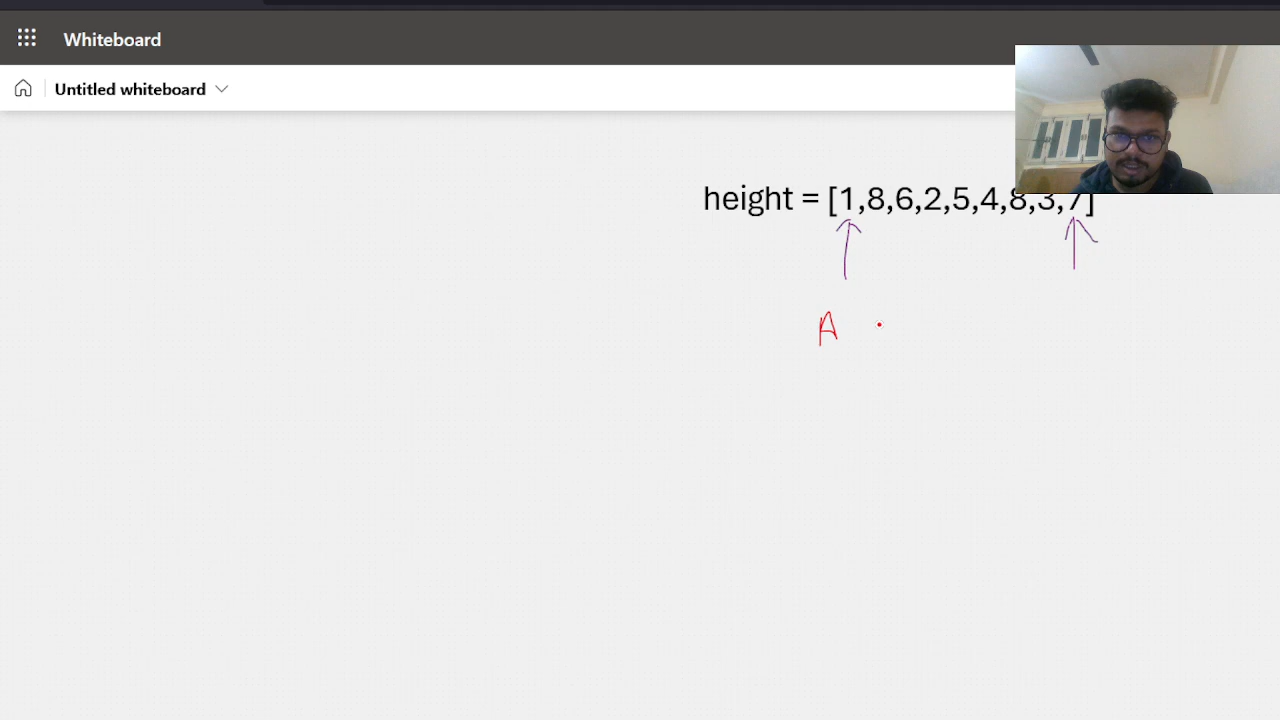 Whiteboard
Untitled whiteboard
height = [1,8,6,2,5,4,8,3,7]
A